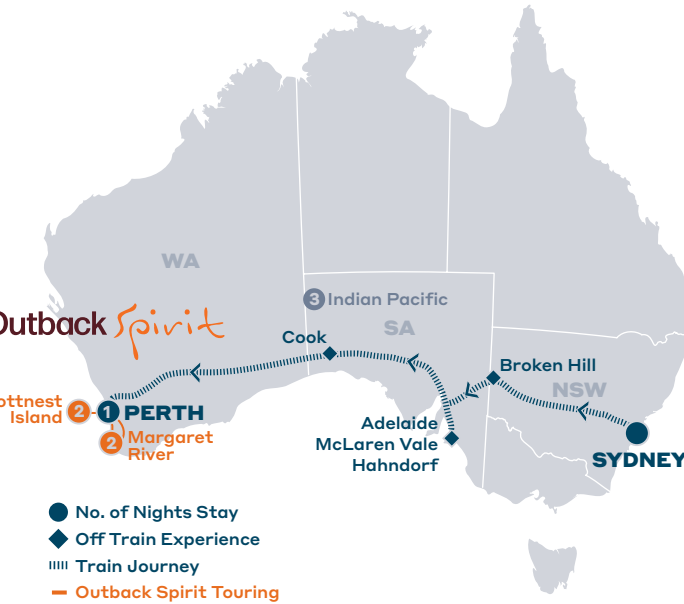 WA
3 Indian Pacific
Outback Spirit
SA
Cook
Broken Hill
NSW
ottnest
Island
2
1 PERTH
2 Margaret
River
Adelaide
McLaren Vale
Hahndorf
SYDNEY
No. of Nights Stay
Off Train Experience
Train Journey
Outback Spirit Touring